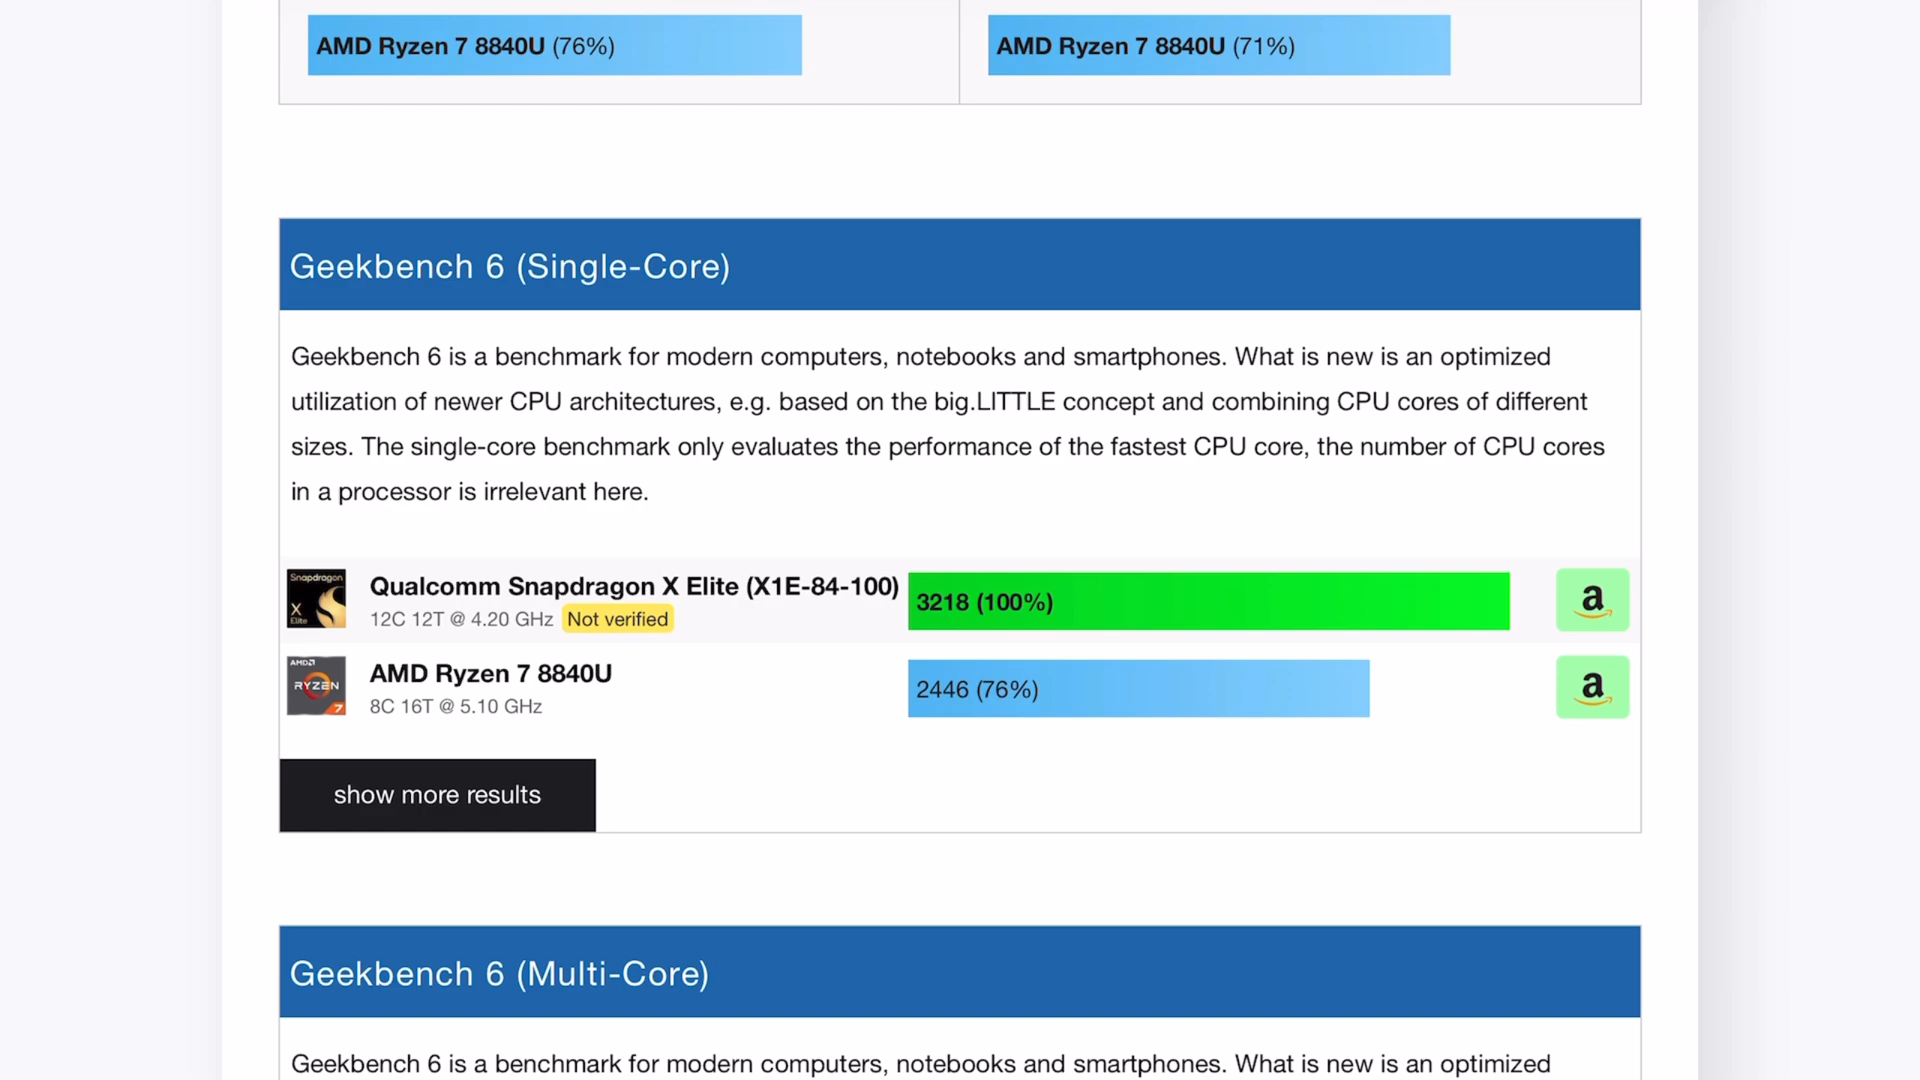 AMD Ryzen 7 8840U (76%)
AMD Ryzen 7 8840U (71%)
Geekbench 6 (Single-Core)
Geekbench 6 is a benchmark for modern computers, notebooks and smartphones. What is new is an optimized
utilization of newer CPU architectures, e.g. based on the big.LITTLE concept and combining CPU cores of different
sizes. The single-core benchmark only evaluates the performance of the fastest CPU core, the number of CPU cores
in a processor is irrelevant here.
Snapdragon
X
Elite
Qualcomm Snapdragon X Elite (X1E-84-100)
12C 12T @ 4.20 GHz Not verified
3218 (100%)
a
AMD
RYZEN
7
AMD Ryzen 7 8840U
8C 16T @ 5.10 GHz
2446 (76%)
a
show more results
Geekbench 6 (Multi-Core)
Geekbench 6 is a benchmark for modern computers, notebooks and smartphones. What is new is an optimized